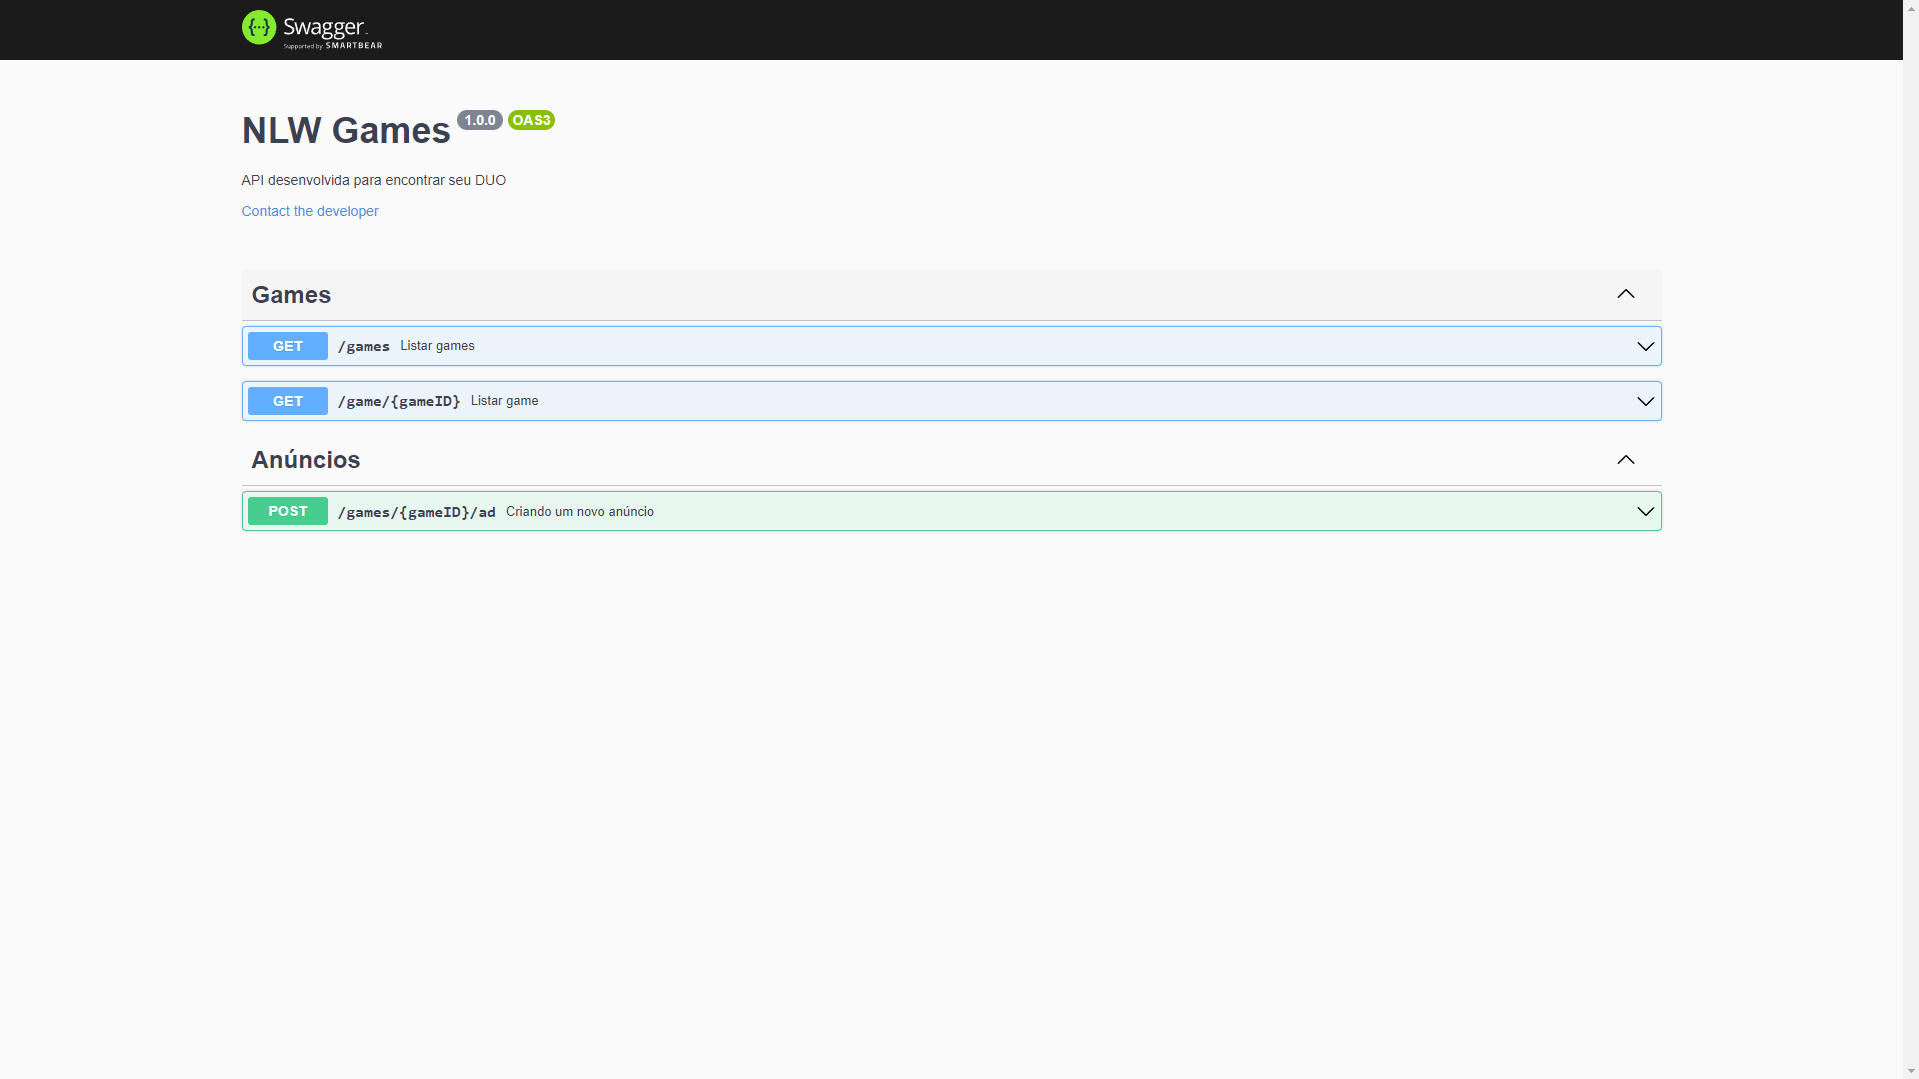 {···} Swagger
Supported by SMARTBEAR
NLW Games 1.0.0 OAS3
API desenvolvida para encontrar seu DUO
Contact the developer
Games
GET /games Listar games
GET /game/{gameID} Listar game
Anúncios
POST /games/{gameID}/ad Criando um novo anúncio